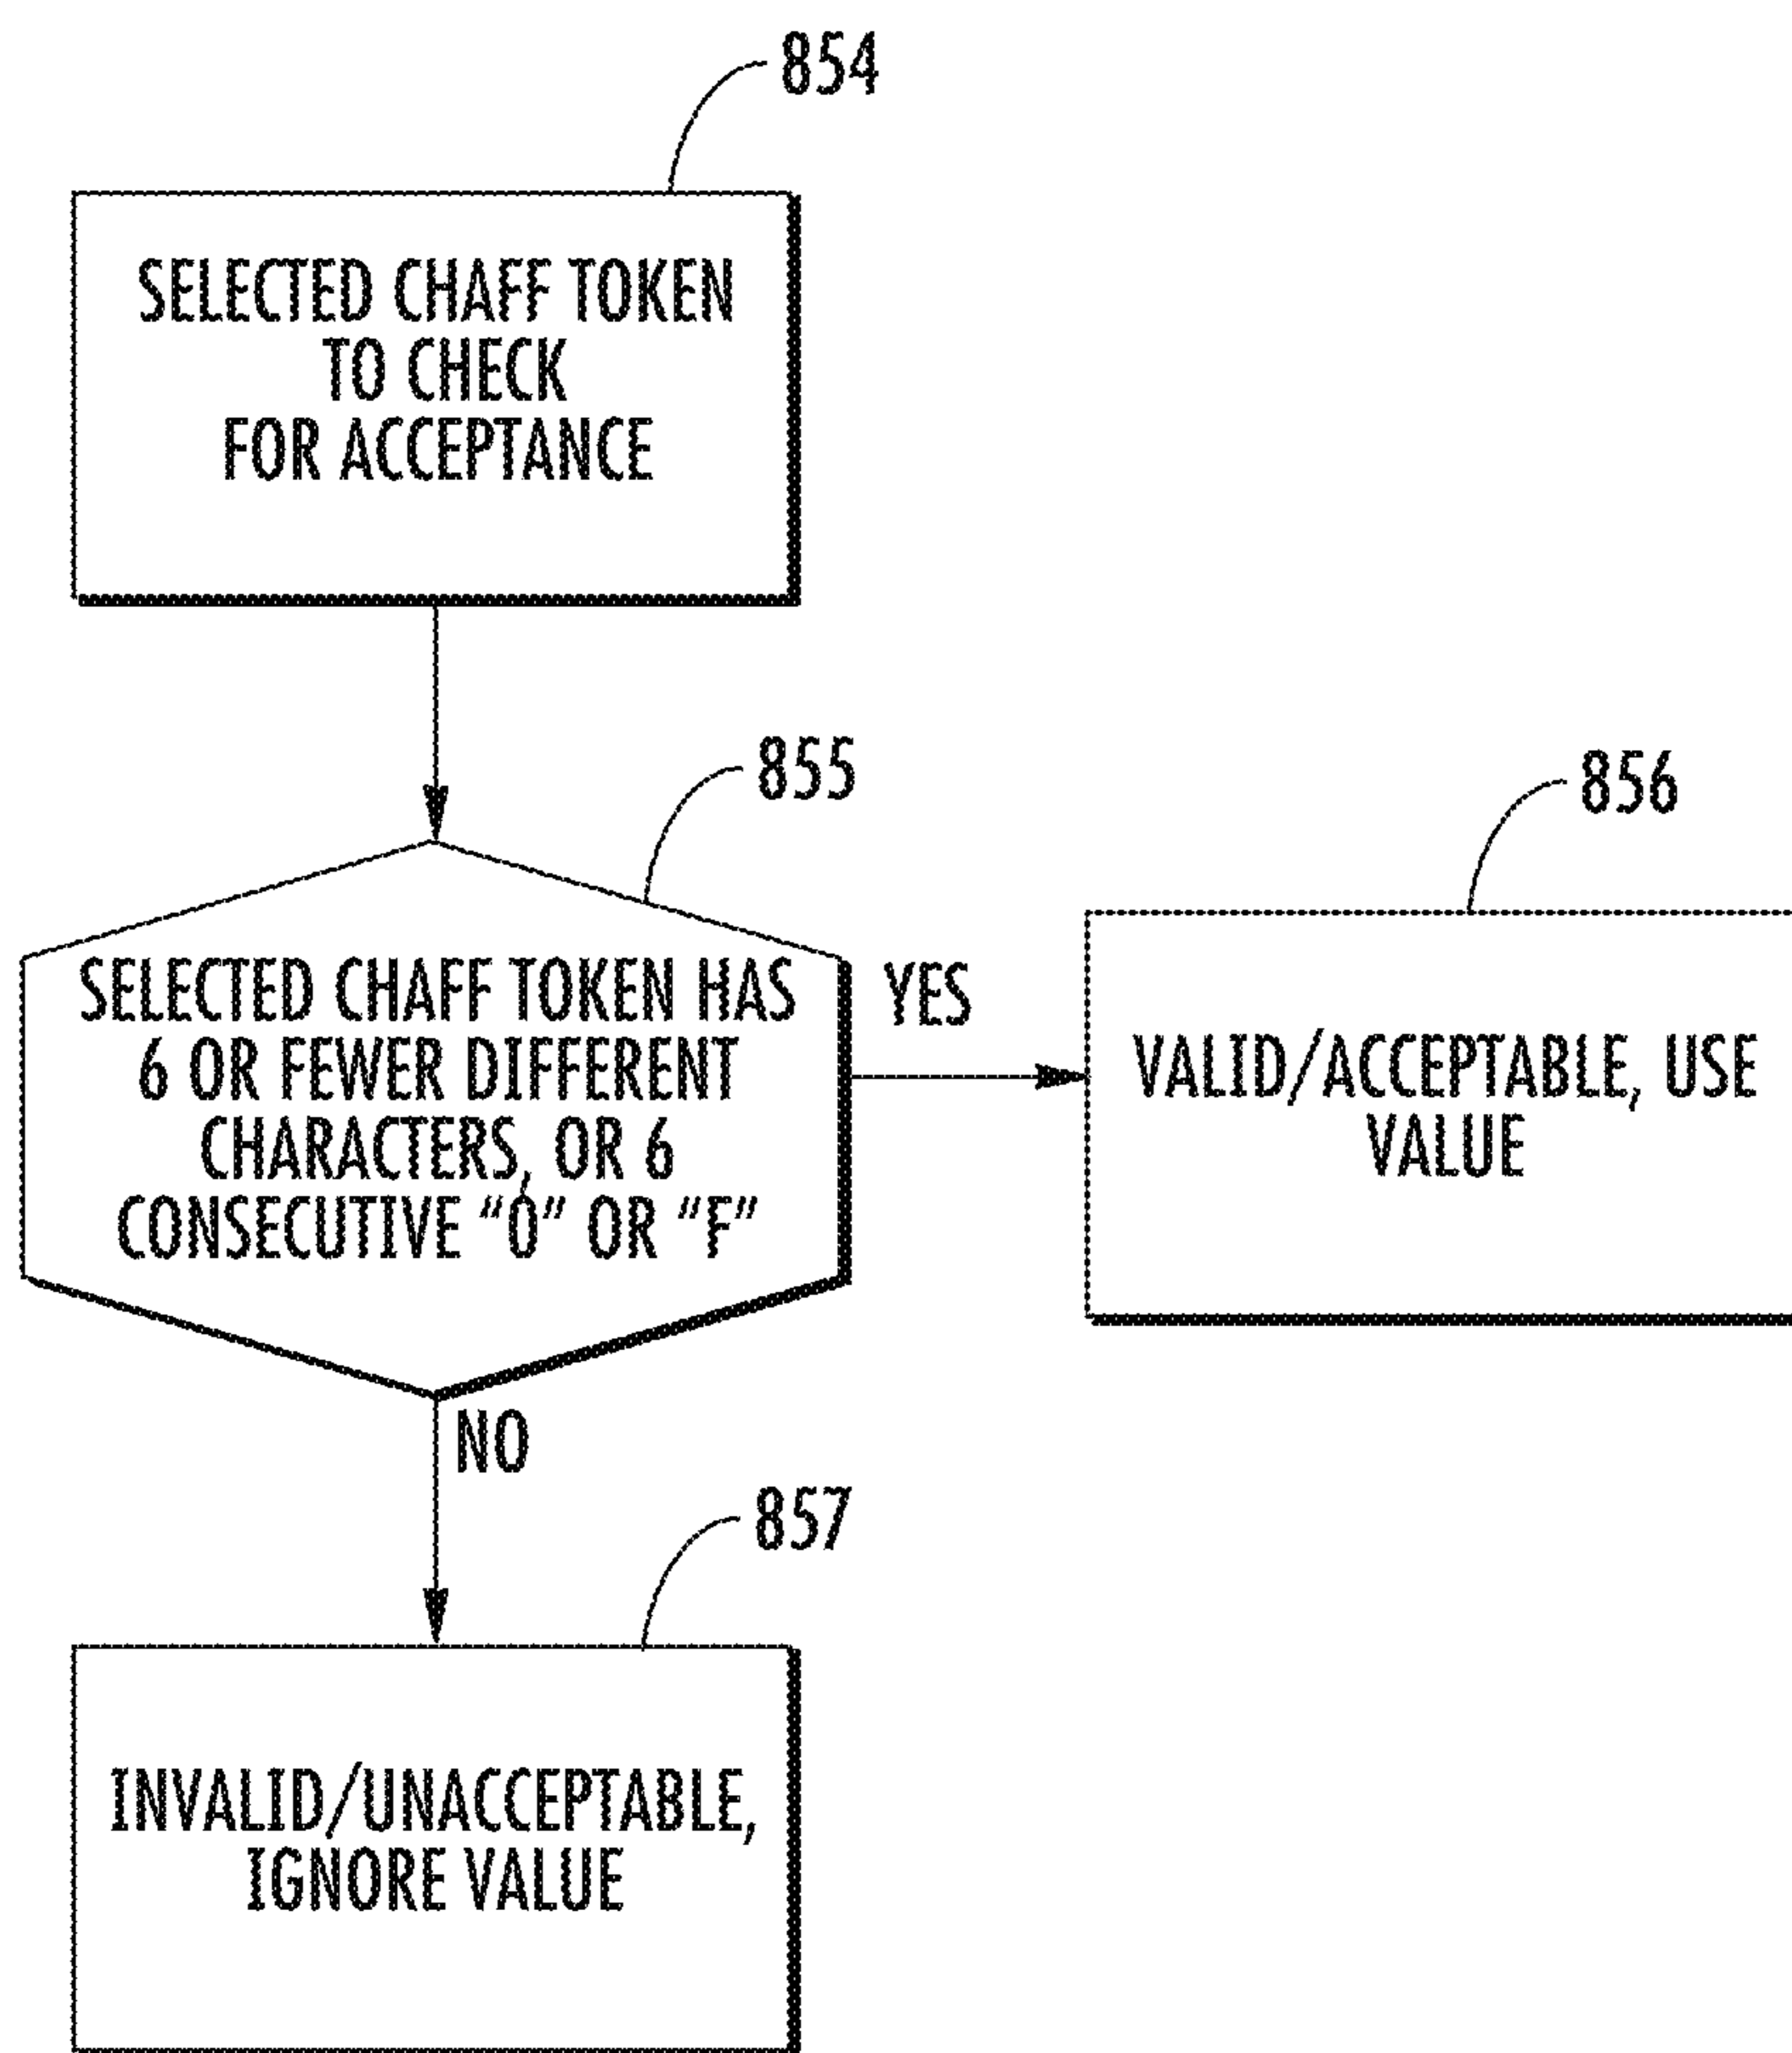 854
SELECTED CHAFF TOKEN
TO CHECK
FOR ACCEPTANCE
855
SELECTED CHAFF TOKEN HAS
6 OR FEWER DIFFERENT
CHARACTERS, OR 6
CONSECUTIVE "0" OR "F"
YES
856
VALID/ACCEPTABLE, USE
VALUE
NO
857
INVALID/UNACCEPTABLE,
IGNORE VALUE